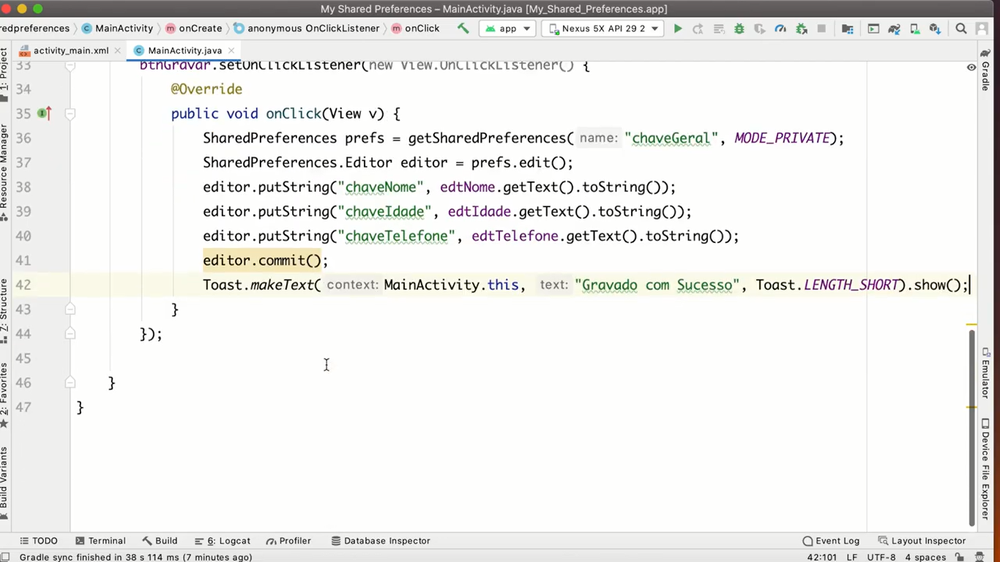 My Shared Preferences – MainActivity.java [My_Shared_Preferences.app]
redpreferences MainActivity onCreate anonymous OnClickListener onClick app Nexus 5X API 29 2
activity_main.xml MainActivity.java
33 btnGravar.setOnClickListener(new View.OnClickListener() {
34 @Override
35 public void onClick(View v) {
36 SharedPreferences prefs = getSharedPreferences( name: "chaveGeral", MODE_PRIVATE);
37 SharedPreferences.Editor editor = prefs.edit();
38 editor.putString("chaveNome", edtNome.getText().toString());
39 editor.putString("chaveIdade", edtIdade.getText().toString());
40 editor.putString("chaveTelefone", edtTelefone.getText().toString());
41 editor.commit();
42 Toast.makeText( context: MainActivity.this, text: "Gravado com Sucesso", Toast.LENGTH_SHORT).show();
43 }
44 });
45
46 }
47 }
1: Project
Resource Manager
7: Structure
2: Favorites
Build Variants
Gradle
Emulator
Device File Explorer
TODO Terminal Build 6: Logcat Profiler Database Inspector Event Log Layout Inspector
Gradle sync finished in 38 s 114 ms (7 minutes ago) 42:101 LF UTF-8 4 spaces